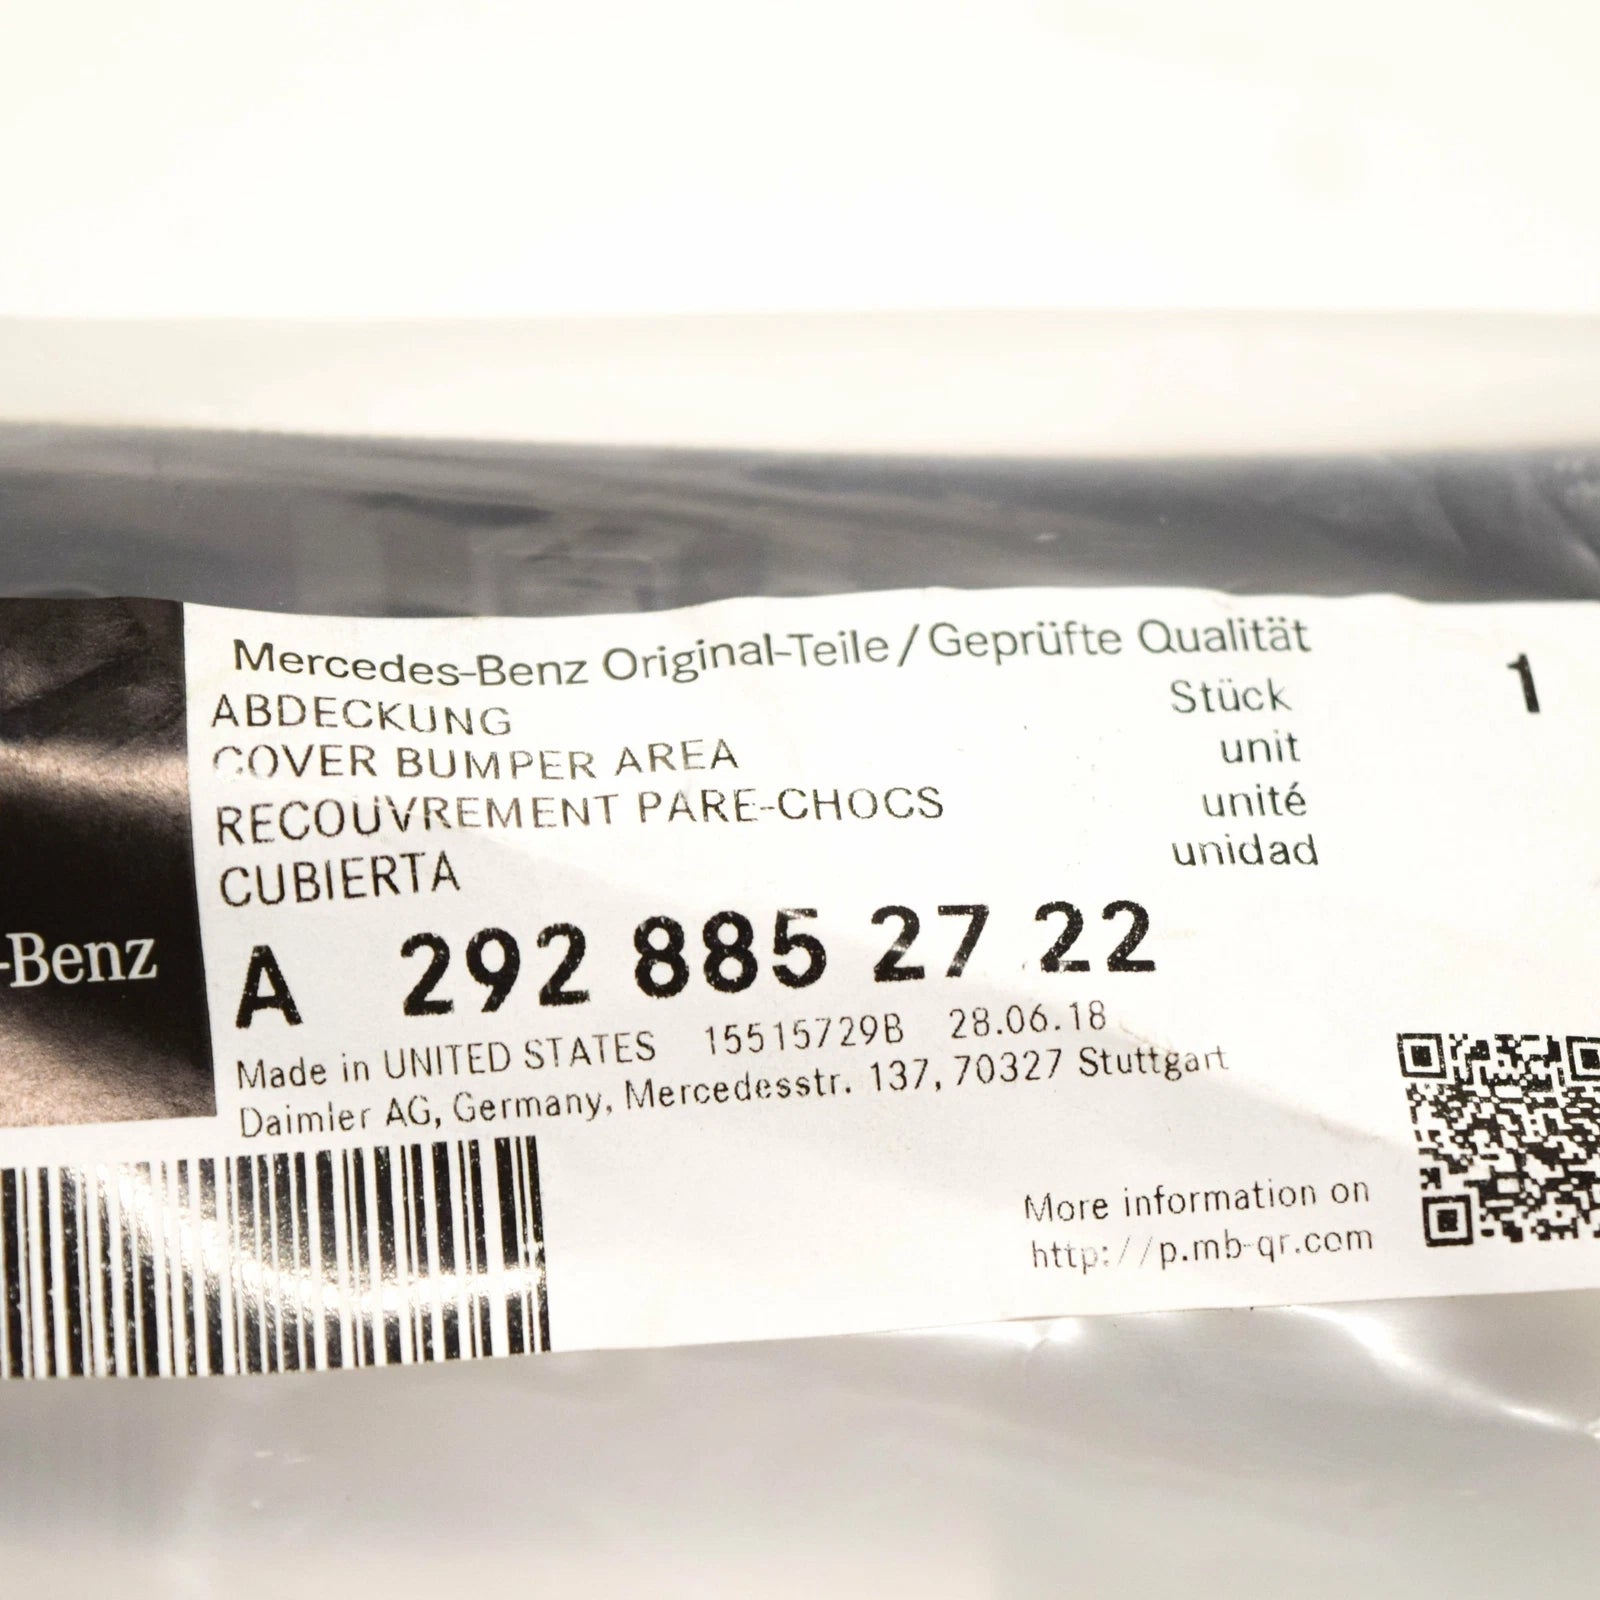 Mercedes-Benz Original-Teile / Geprüfte Qualität
ABDECKUNG Stück 1
COVER BUMPER AREA unit
RECOUVREMENT PARE-CHOCS unité
CUBIERTA unidad
-Benz
A 292 885 27 22
Made in UNITED STATES 15515729B 28.06.18
Daimler AG, Germany, Mercedesstr. 137, 70327 Stuttgart
More information on
http://p.mb-qr.com